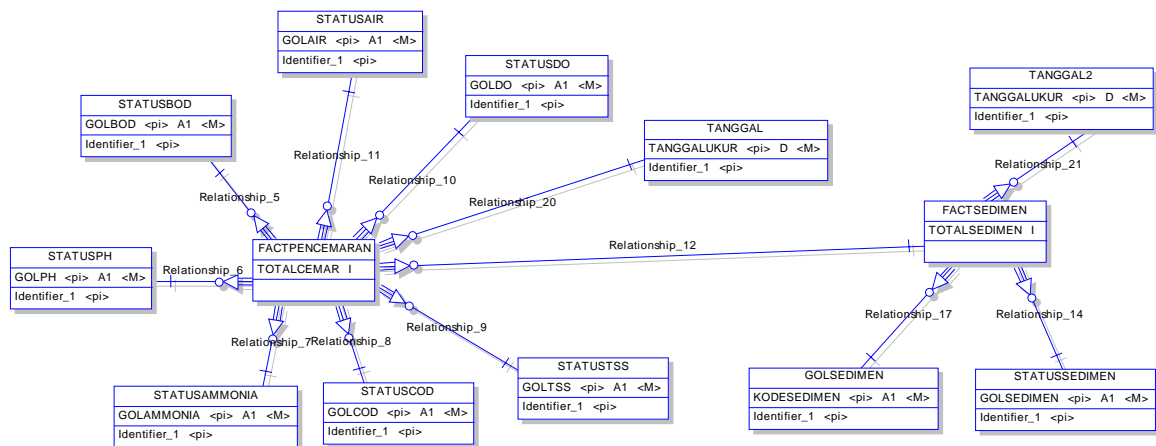 STATUSAIR
GOLAIR <pi> A1 <M>
Identifier_1 <pi>
STATUSDO
GOLDO <pi> A1 <M>
Identifier_1 <pi>
TANGGAL2
TANGGALUKUR <pi> D <M>
Identifier_1 <pi>
STATUSBOD
GOLBOD <pi> A1 <M>
Identifier_1 <pi>
TANGGAL
TANGGALUKUR <pi> D <M>
Identifier_1 <pi>
Relationship_11
Relationship_10
Relationship_21
Relationship_5
Relationship_20
FACTSEDIMEN
TOTALSEDIMEN I
FACTPENCEMARAN
TOTALCEMAR I
Relationship_12
STATUSPH
GOLPH <pi> A1 <M>
Identifier_1 <pi>
Relationship_6
Relationship_9
Relationship_17
Relationship_14
Relationship_7
Relationship_8
STATUSTSS
GOLTSS <pi> A1 <M>
Identifier_1 <pi>
GOLSEDIMEN
KODESEDIMEN <pi> A1 <M>
Identifier_1 <pi>
STATUSSEDIMEN
GOLSEDIMEN <pi> A1 <M>
Identifier_1 <pi>
STATUSAMMONIA
GOLAMMONIA <pi> A1 <M>
Identifier_1 <pi>
STATUSCOD
GOLCOD <pi> A1 <M>
Identifier_1 <pi>